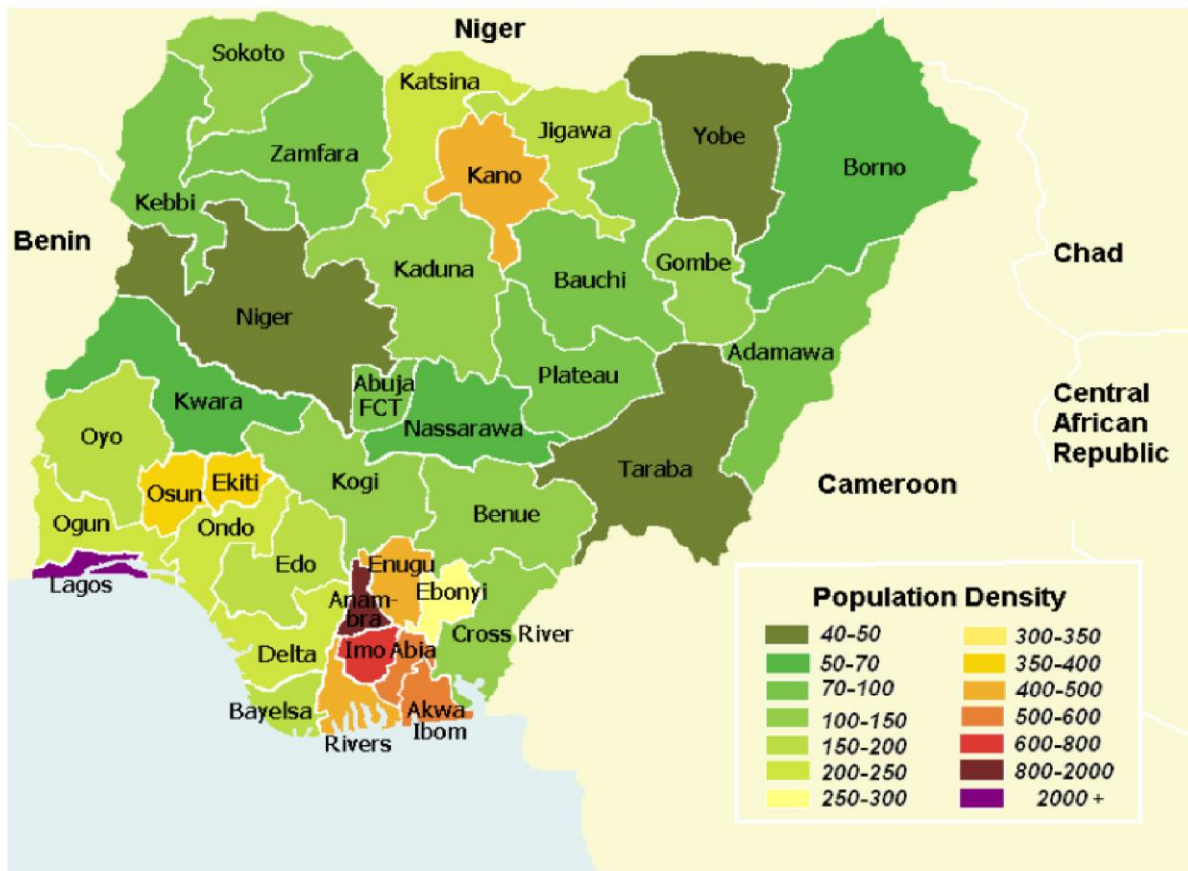 Niger
Sokoto
Katsina
Jigawa
Yobe
Zamfara
Kano
Borno
Kebbi
Benin
Chad
Kaduna
Gombe
Bauchi
Niger
Adamawa
Plateau
Abuja
FCT
Kwara
Nassarawa
Central
African
Republic
Oyo
Taraba
Kogi
Cameroon
Osun
Ekiti
Benue
Ogun
Ondo
Edo
Enugu
Lagos
Ebonyi
Anam-
bra
Cross River
Imo
Abia
Delta
Bayelsa
Akwa
Ibom
Rivers
Population Density
40-50
50-70
70-100
100-150
150-200
200-250
250-300
300-350
350-400
400-500
500-600
600-800
800-2000
2000 +